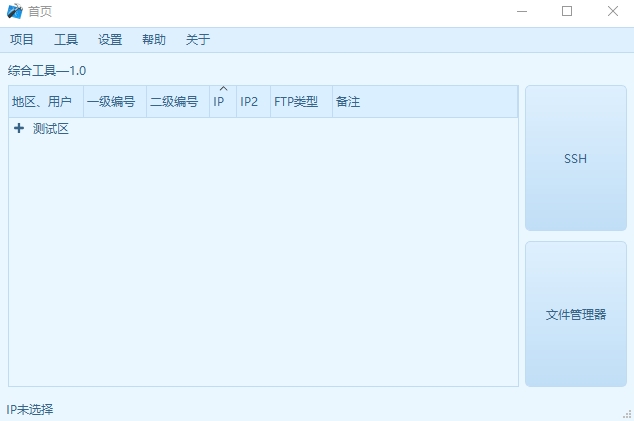 首页
项目 工具 设置 帮助 关于
综合工具—1.0
地区、用户 一级编号 二级编号 IP IP2 FTP类型 备注
测试区
SSH
文件管理器
IP未选择